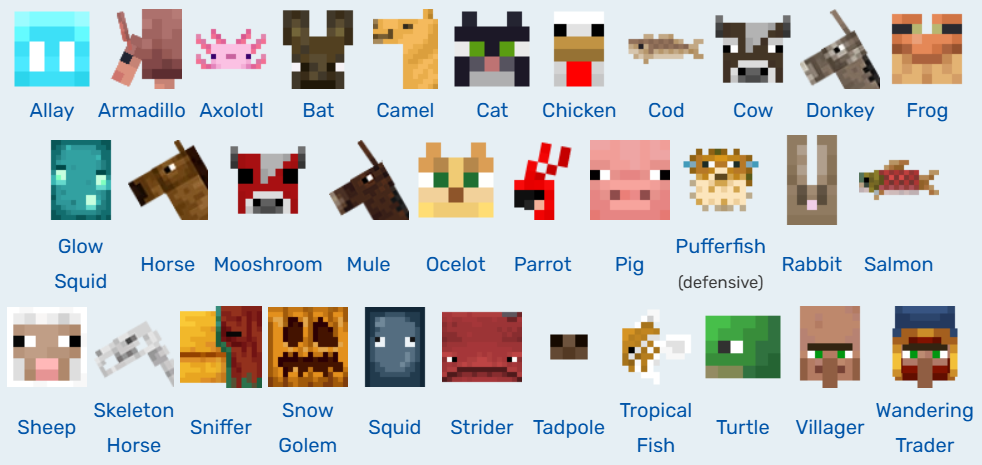 Allay Armadillo Axolotl Bat Camel Cat Chicken Cod Cow Donkey Frog
Glow
Squid
Horse Mooshroom Mule Ocelot Parrot Pig
Pufferfish
(defensive)
Rabbit Salmon
Sheep
Skeleton
Horse
Sniffer
Snow
Golem
Squid Strider Tadpole
Tropical
Fish
Turtle Villager
Wandering
Trader